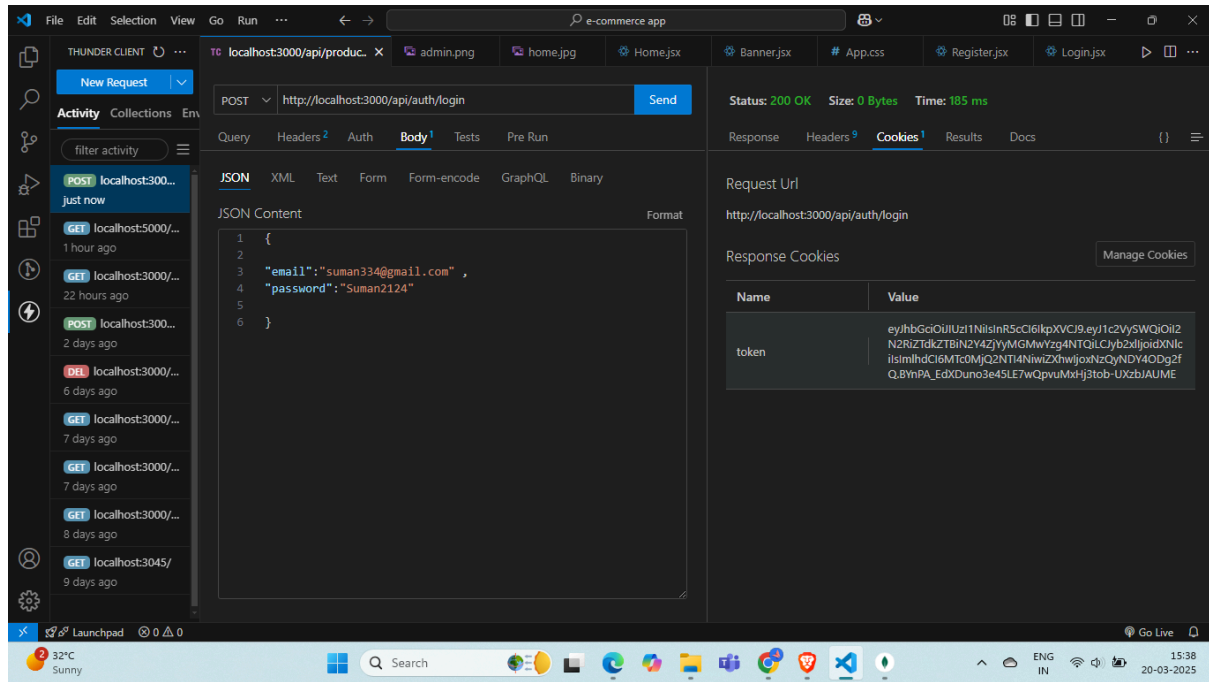 File Edit Selection View Go Run ···
e-commerce app
THUNDER CLIENT
New Request
Activity Collections Env
filter activity
POST localhost:300...
just now
GET localhost:5000/...
1 hour ago
GET localhost:3000/...
22 hours ago
POST localhost:300...
2 days ago
DEL localhost:3000/...
6 days ago
GET localhost:3000/...
7 days ago
GET localhost:3000/...
7 days ago
GET localhost:3000/...
8 days ago
GET localhost:3045/
9 days ago
TC localhost:3000/api/produc.. admin.png home.jpg Home.jsx Banner.jsx # App.css Register.jsx Login.jsx
POST http://localhost:3000/api/auth/login Send
Query Headers 2 Auth Body 1 Tests Pre Run
JSON XML Text Form Form-encode GraphQL Binary
JSON Content Format
1 {
2
3 "email":"suman334@gmail.com" ,
4 "password":"Suman2124"
5
6 }
Status: 200 OK Size: 0 Bytes Time: 185 ms
Response Headers 9 Cookies 1 Results Docs {}
Request Url
http://localhost:3000/api/auth/login
Response Cookies Manage Cookies
Name Value
token
eyJhbGciOiJIUzI1NiIsInR5cCI6IkpXVCJ9.eyJ1c2VySWQiOiI2
N2RiZTdkZTBiN2Y4ZjYyMGMwYzg4NTQiLCJyb2xlIjoidXNlc
iIsImlhdCI6MTc0MjQ2NTI4NiwiZXhwIjoxNzQyNDY4ODg2f
Q.BYnPA_EdXDuno3e45LE7wQpvuMxHj3tob-UXzbJAUME
Launchpad 0 0 Go Live
2
32°C
Sunny
Search
ENG
IN
15:38
20-03-2025